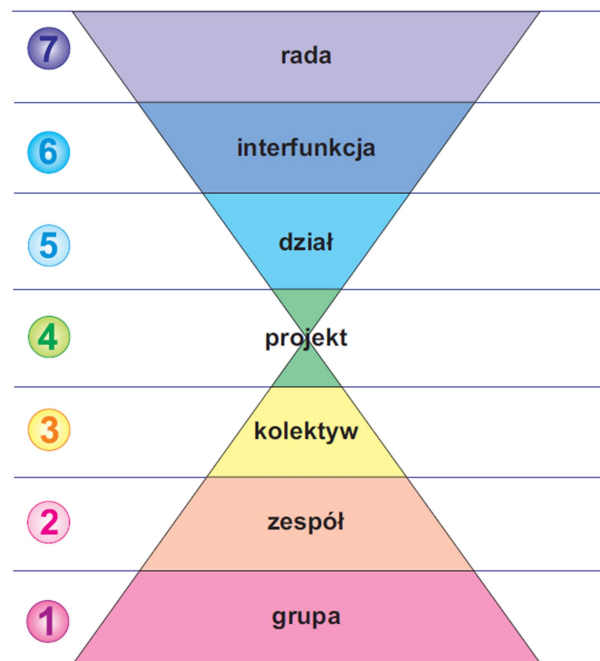 7 rada
6 interfunkcja
5 dział
4 projekt
3 kolektyw
2 zespół
1 grupa